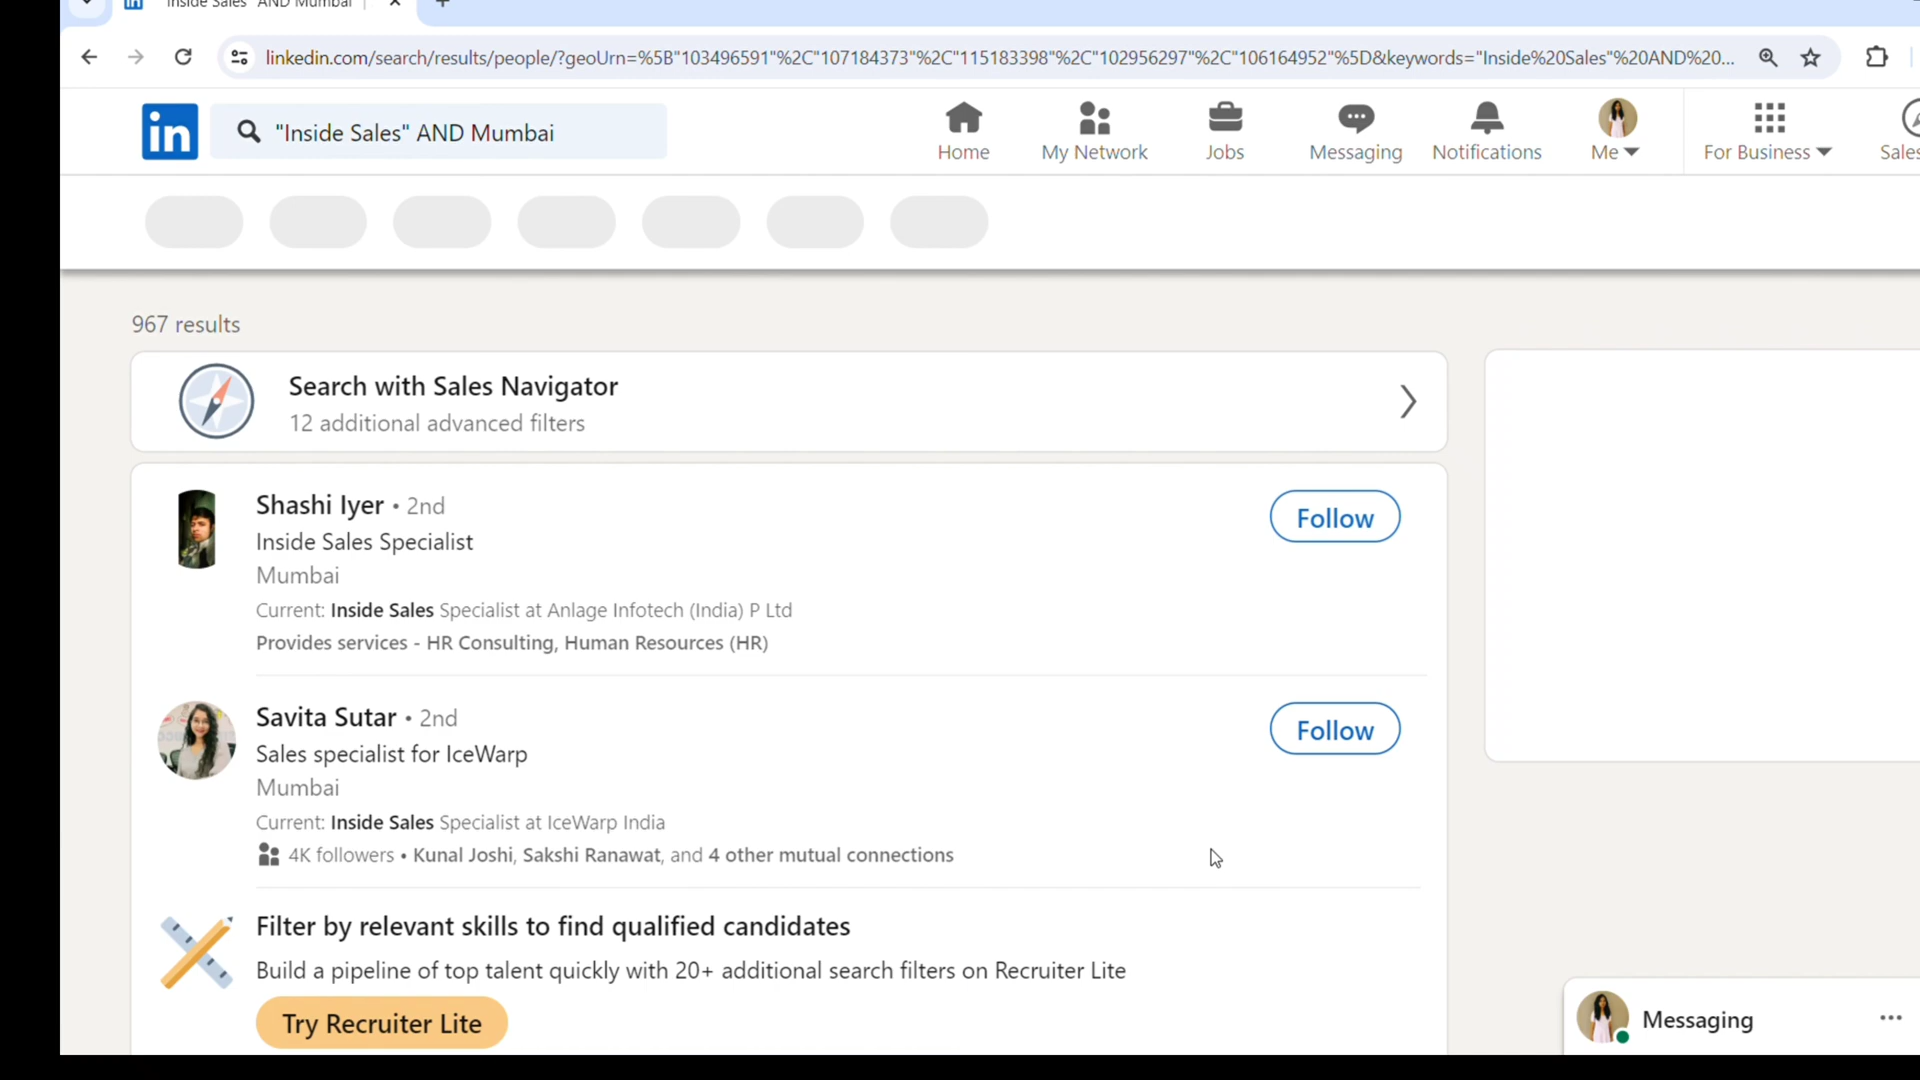 "Inside Sales" AND Mumbai
linkedin.com/search/results/people/?geoUrn=%5B"103496591"%2C"107184373"%2C"115183398"%2C"102956297"%2C"106164952"%5D&keywords="Inside%20Sales"%20AND%20...
in
"Inside Sales" AND Mumbai
Home
My Network
Jobs
Messaging
Notifications
Me
For Business
Sales
967 results
Search with Sales Navigator
12 additional advanced filters
Shashi Iyer • 2nd
Follow
Inside Sales Specialist
Mumbai
Current: Inside Sales Specialist at Anlage Infotech (India) P Ltd
Provides services - HR Consulting, Human Resources (HR)
Savita Sutar • 2nd
Follow
Sales specialist for IceWarp
Mumbai
Current: Inside Sales Specialist at IceWarp India
4K followers • Kunal Joshi, Sakshi Ranawat, and 4 other mutual connections
Filter by relevant skills to find qualified candidates
Build a pipeline of top talent quickly with 20+ additional search filters on Recruiter Lite
Try Recruiter Lite
Messaging